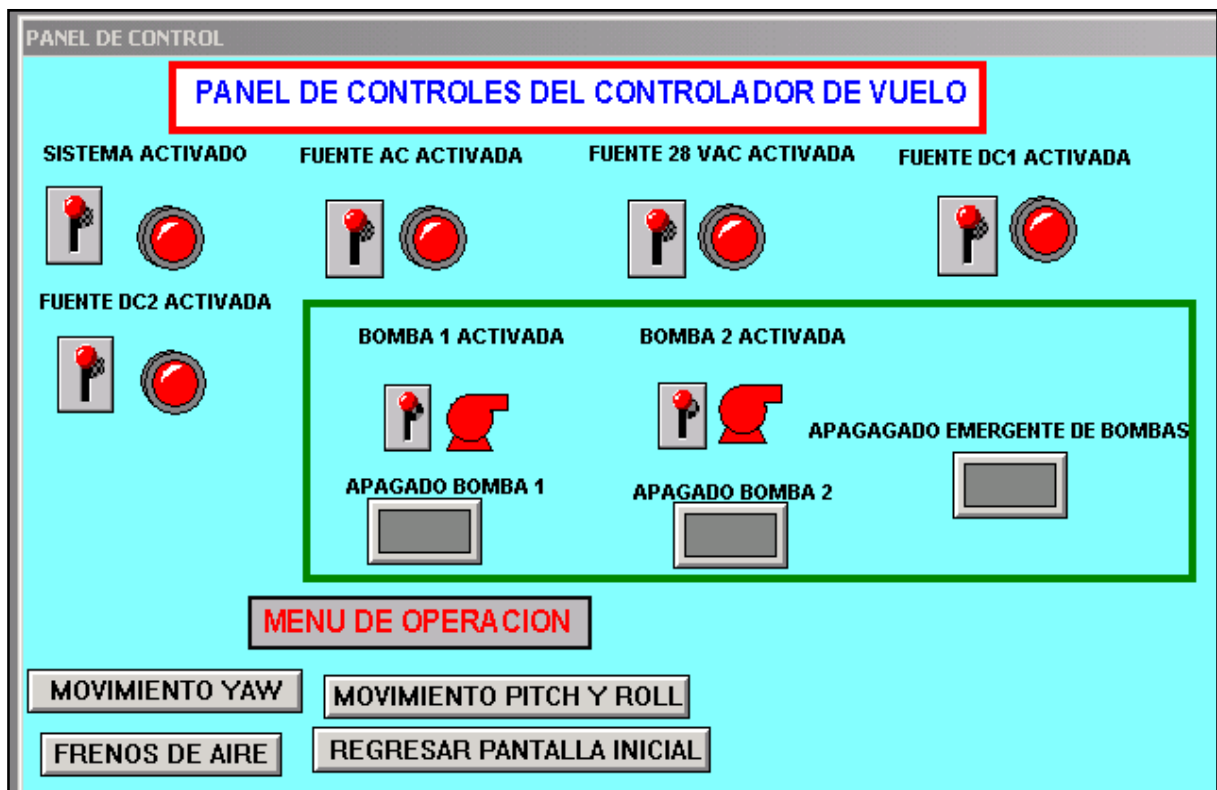 PANEL DE CONTROL
PANEL DE CONTROLES DEL CONTROLADOR DE VUELO
SISTEMA ACTIVADO
FUENTE AC ACTIVADA
FUENTE 28 VAC ACTIVADA
FUENTE DC1 ACTIVADA
FUENTE DC2 ACTIVADA
BOMBA 1 ACTIVADA
BOMBA 2 ACTIVADA
APAGAGADO EMERGENTE DE BOMBAS
APAGADO BOMBA 1
APAGADO BOMBA 2
MENU DE OPERACION
MOVIMIENTO YAW
MOVIMIENTO PITCH Y ROLL
FRENOS DE AIRE
REGRESAR PANTALLA INICIAL